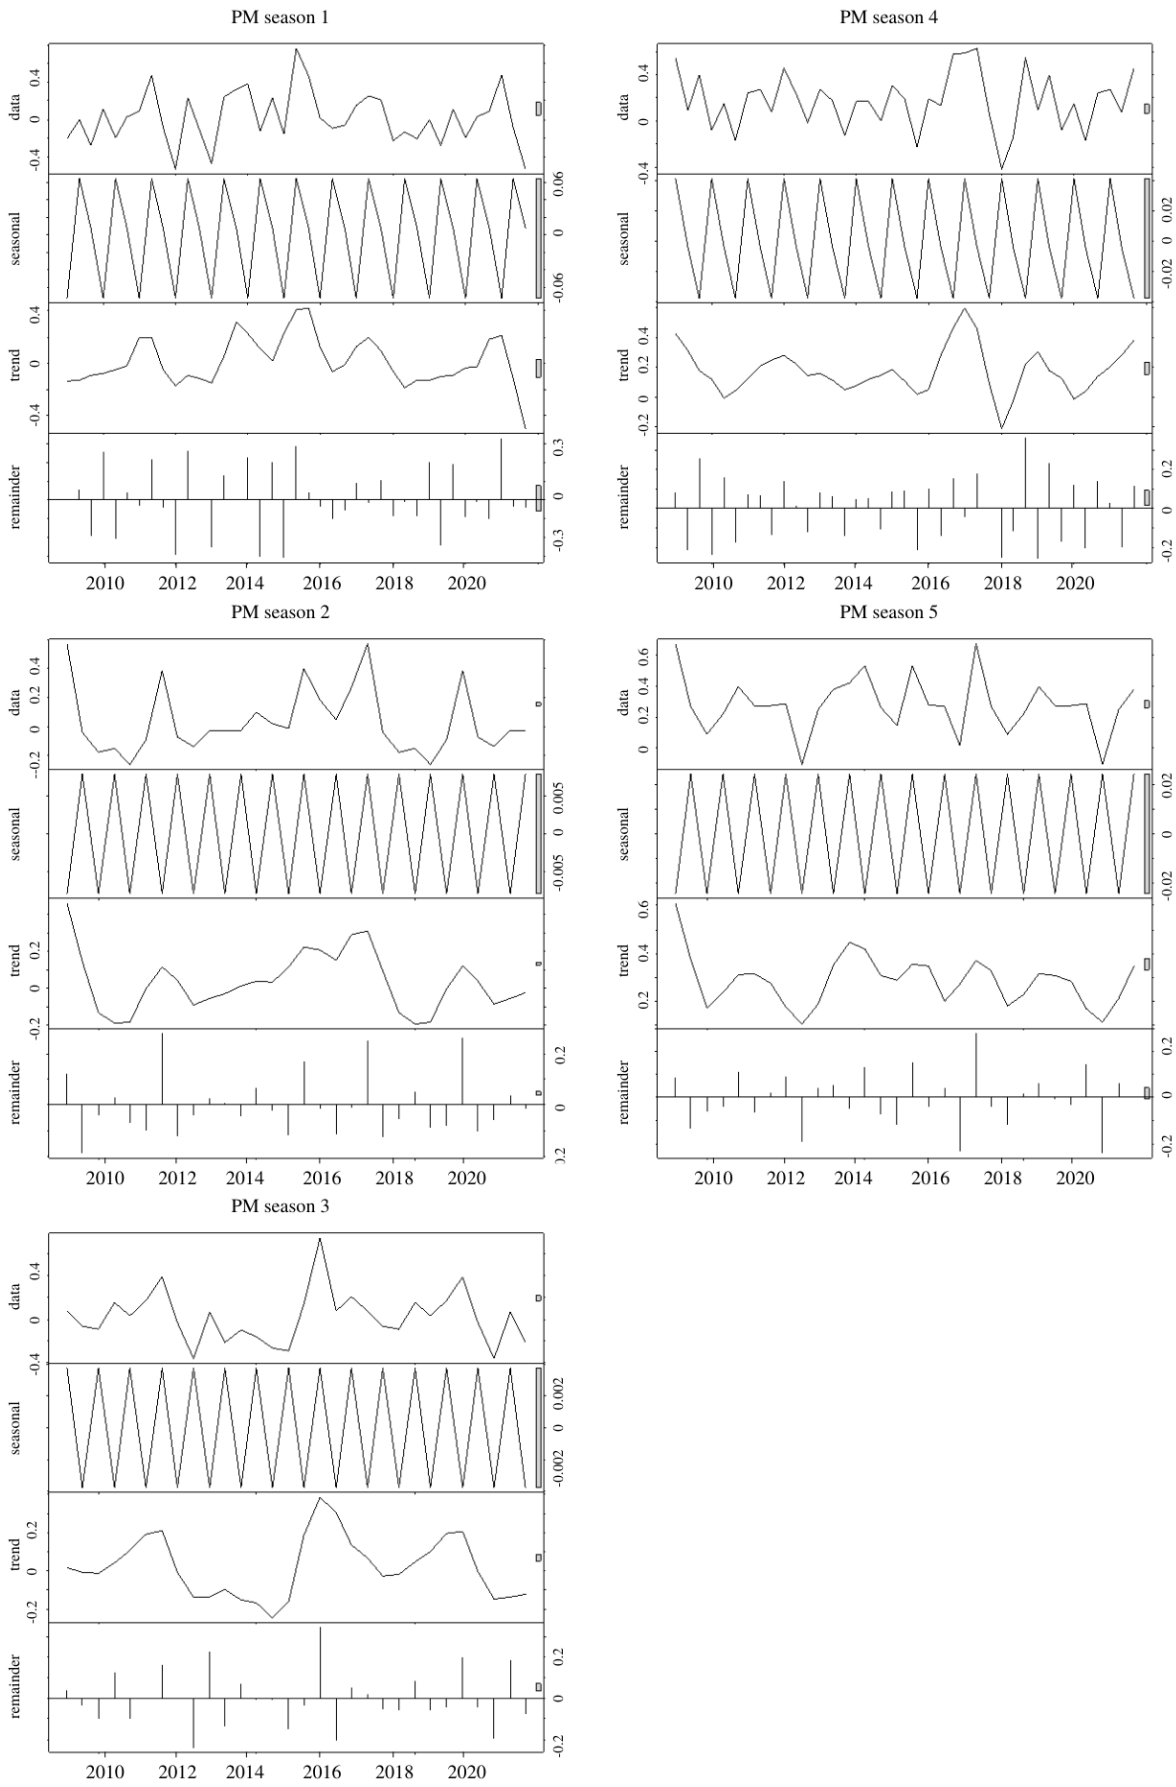 PM season 1
data
-0.4 0 0.4
seasonal
-0.06 0 0.06
trend
-0.4 0 0.4
remainder
-0.3 0 0.3
2010 2012 2014 2016 2018 2020
PM season 4
data
-0.4 0 0.4
seasonal
-0.02 0 0.02
trend
-0.2 0 0.2 0.4
remainder
-0.2 0 0.2
2010 2012 2014 2016 2018 2020
PM season 2
data
-0.2 0 0.2 0.4
seasonal
-0.005 0 0.005
trend
-0.2 0 0.2
remainder
0.2 0 0.2
2010 2012 2014 2016 2018 2020
PM season 5
data
0 0.2 0.4 0.6
seasonal
-0.02 0 0.02
trend
0.2 0.4 0.6
remainder
-0.2 0 0.2
2010 2012 2014 2016 2018 2020
PM season 3
data
-0.4 0 0.4
seasonal
-0.002 0 0.002
trend
-0.2 0 0.2
remainder
-0.2 0 0.2
2010 2012 2014 2016 2018 2020